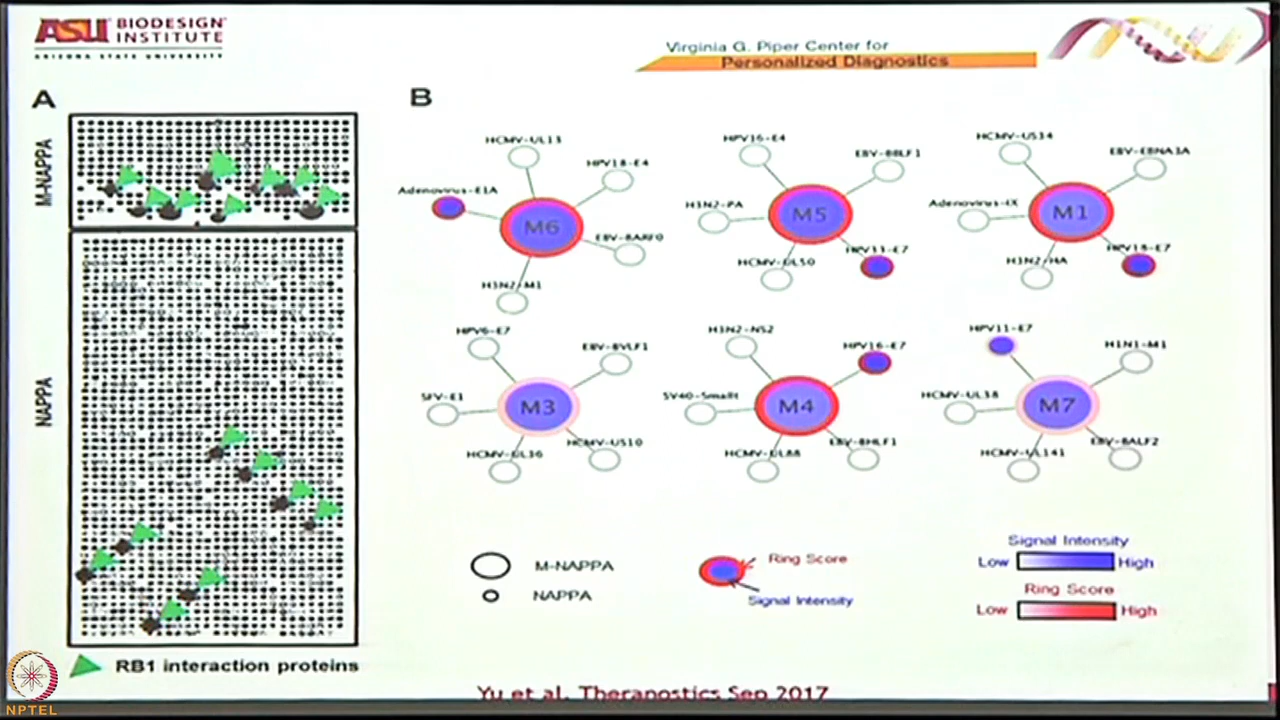 ASU BIODESIGN® INSTITUTE
ARIZONA STATE UNIVERSITY
Virginia G. Piper Center for
Personalized Diagnostics
A
B
M-NAPPA
NAPPA
HCMV-UL13
HPV18-E4
Adenovirus-E1A
EBV-BARF0
H3N2-M1
M6
HPV16-E4
EBV-BBLF1
H3N2-PA
HCMV-UL50
HPV33-E7
M5
HCMV-US34
EBV-EBNA3A
Adenovirus-IX
H3N2-HA
HPV18-E7
M1
HPV6-E7
EBV-BVLF1
SFV-E1
HCMV-UL36
HCMV-US10
M3
H3N2-NS2
HPV16-E7
SV40-Smallt
HCMV-UL88
EBV-BHLF1
M4
HPV11-E7
H1N1-M1
HCMV-UL38
HCMV-UL141
EBV-BALF2
M7
M-NAPPA
NAPPA
Ring Score
Signal Intensity
Signal Intensity
Low High
Ring Score
Low High
RB1 interaction proteins
Yu et al. Theranostics Sep 2017
NPTEL